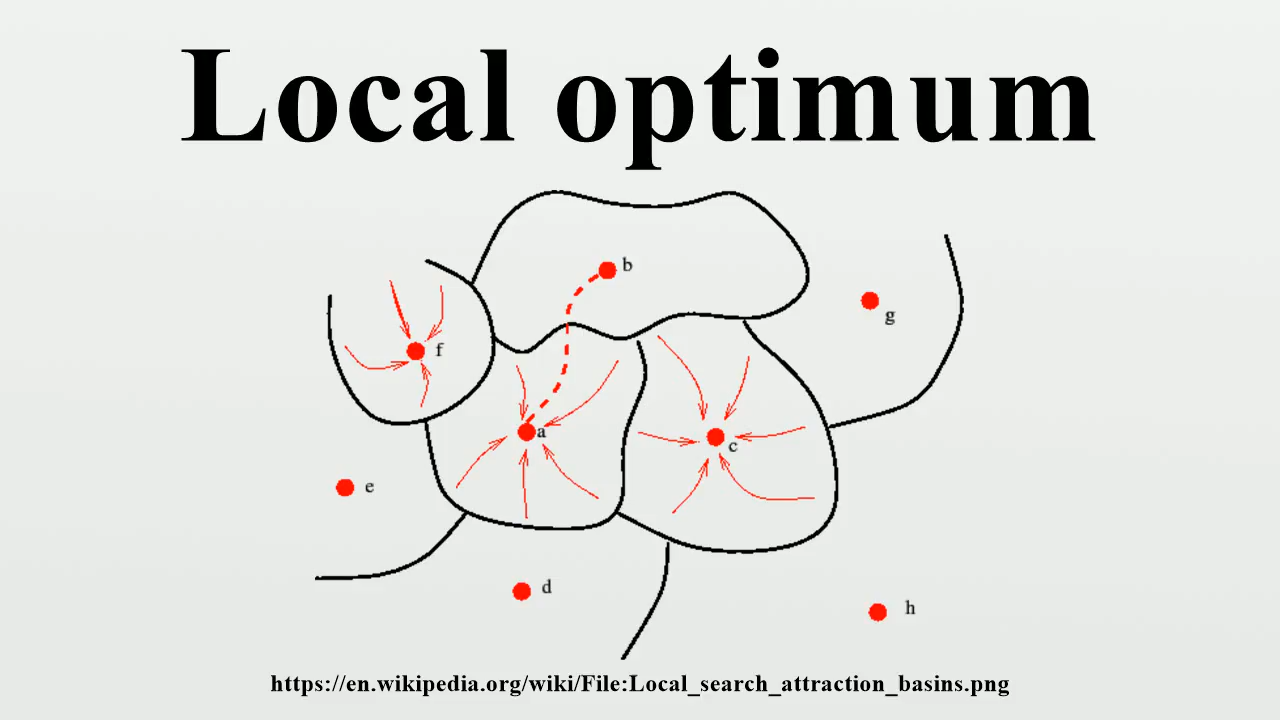 Local optimum
b
g
f
a
c
e
d
h
https://en.wikipedia.org/wiki/File:Local_search_attraction_basins.png